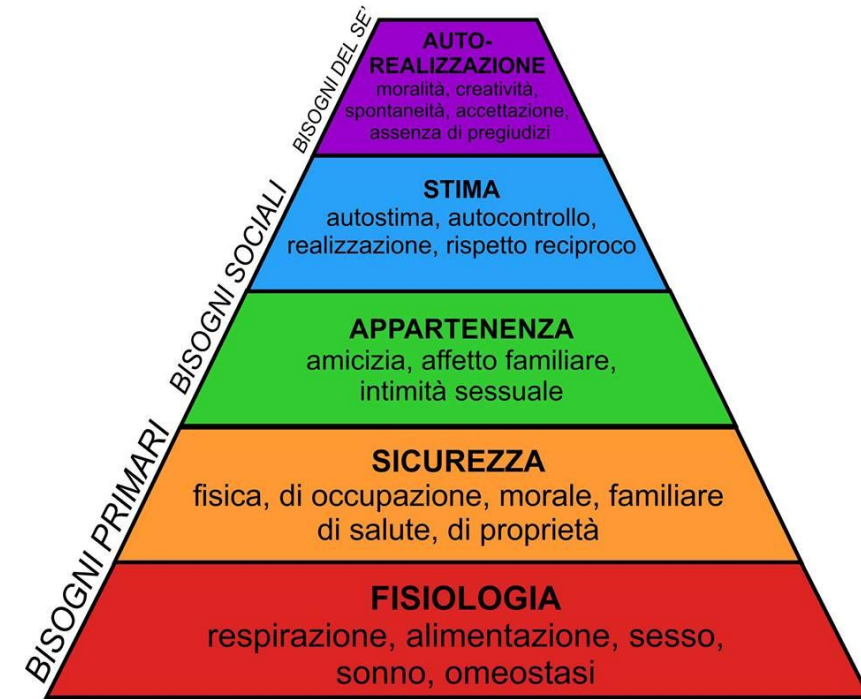 BISOGNI DEL SE'
AUTO-
REALIZZAZIONE
moralità, creatività,
spontaneità, accettazione,
assenza di pregiudizi
BISOGNI SOCIALI
STIMA
autostima, autocontrollo,
realizzazione, rispetto reciproco
APPARTENENZA
amicizia, affetto familiare,
intimità sessuale
BISOGNI PRIMARI
SICUREZZA
fisica, di occupazione, morale, familiare
di salute, di proprietà
FISIOLOGIA
respirazione, alimentazione, sesso,
sonno, omeostasi